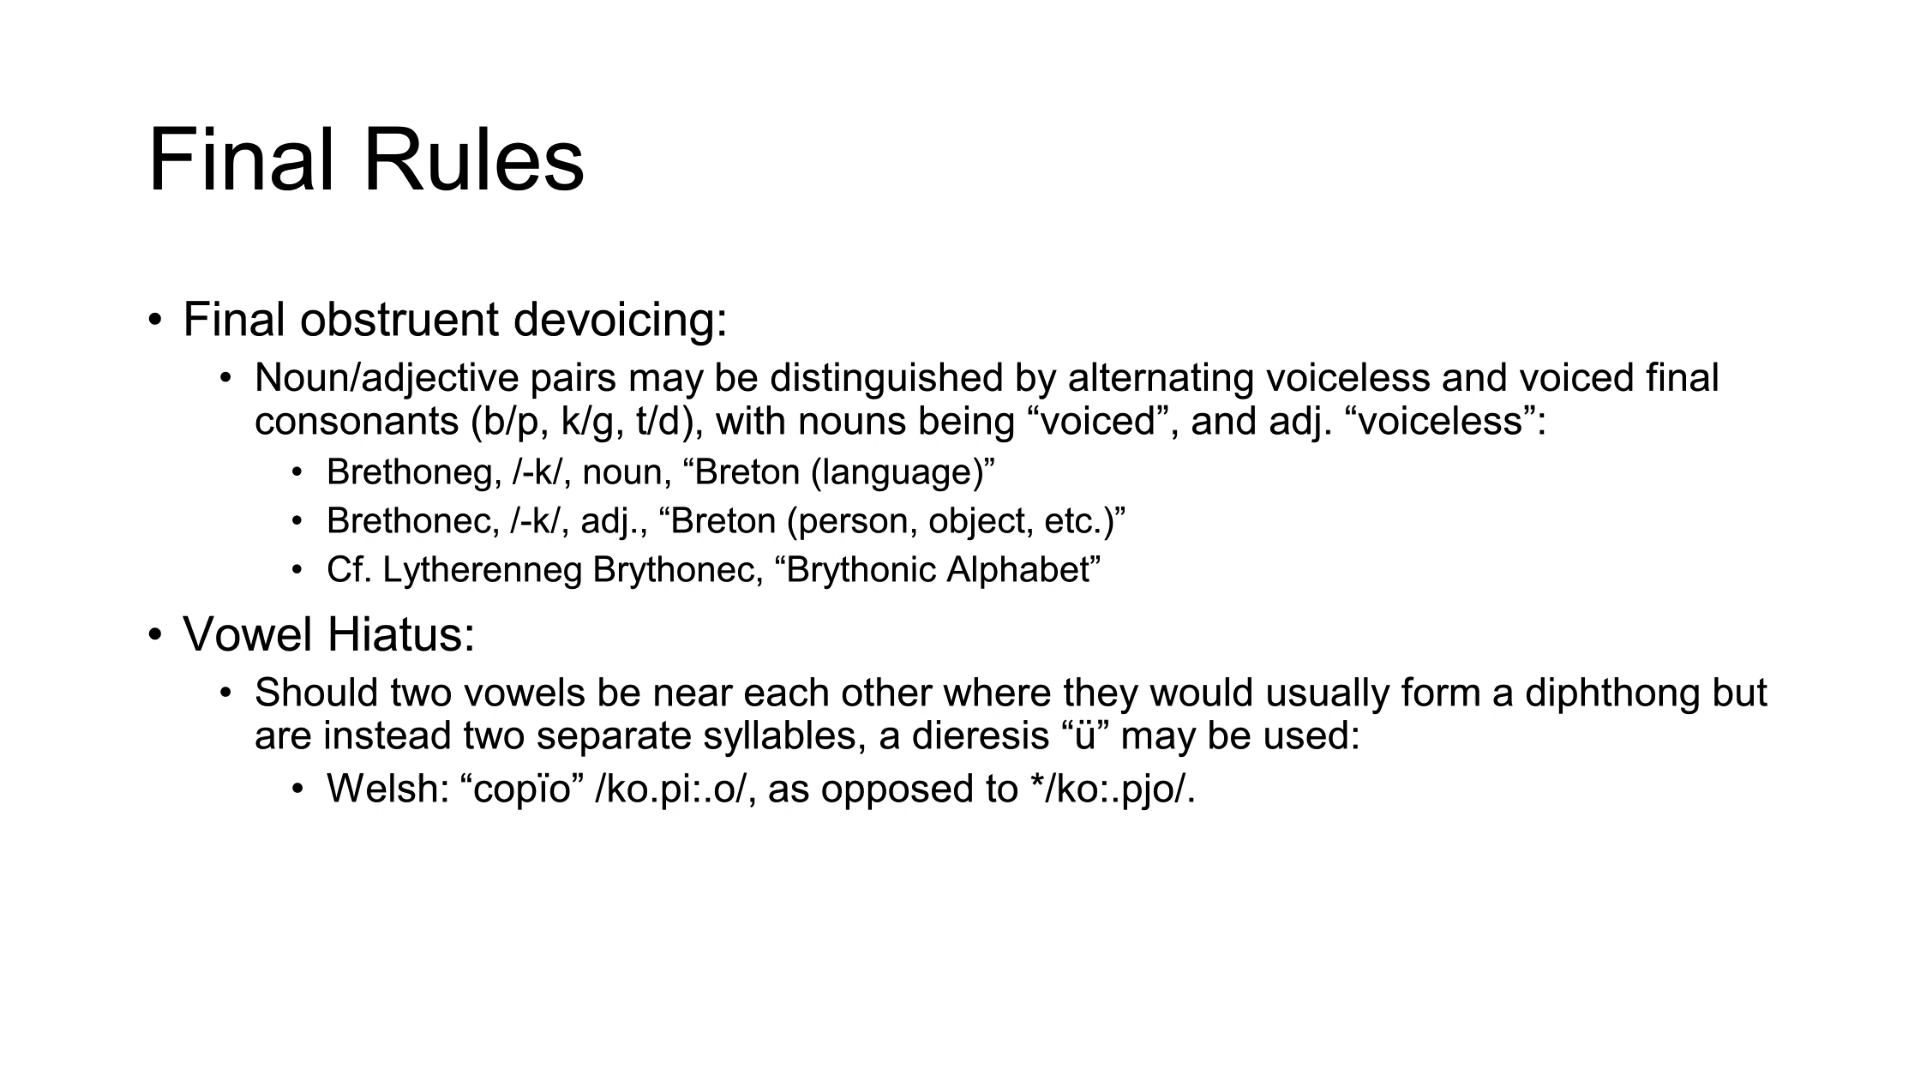 Final Rules
• Final obstruent devoicing:
• Noun/adjective pairs may be distinguished by alternating voiceless and voiced final
consonants (b/p, k/g, t/d), with nouns being “voiced”, and adj. “voiceless”:
• Brethoneg, /-k/, noun, “Breton (language)”
• Brethonec, /-k/, adj., “Breton (person, object, etc.)”
• Cf. Lytherenneg Brythonec, “Brythonic Alphabet”
• Vowel Hiatus:
• Should two vowels be near each other where they would usually form a diphthong but
are instead two separate syllables, a dieresis “ü” may be used:
• Welsh: “copïo” /ko.pi:.o/, as opposed to */ko:.pjo/.